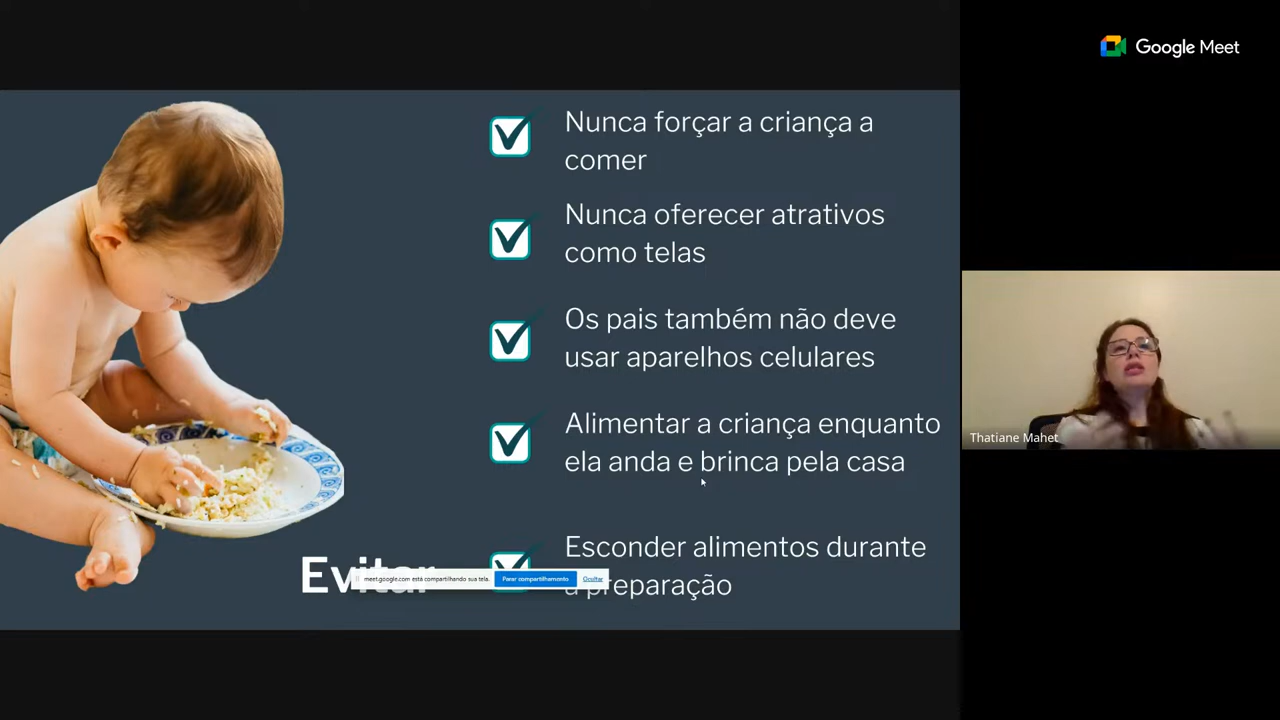 Google Meet
Nunca forçar a criança a
comer
Nunca oferecer atrativos
como telas
Os pais também não deve
usar aparelhos celulares
Alimentar a criança enquanto
ela anda e brinca pela casa
Esconder alimentos durante
a preparação
Evitar
meet.google.com está compartilhando sua tela.
Parar compartilhamento
Ocultar
Thatiane Mahet